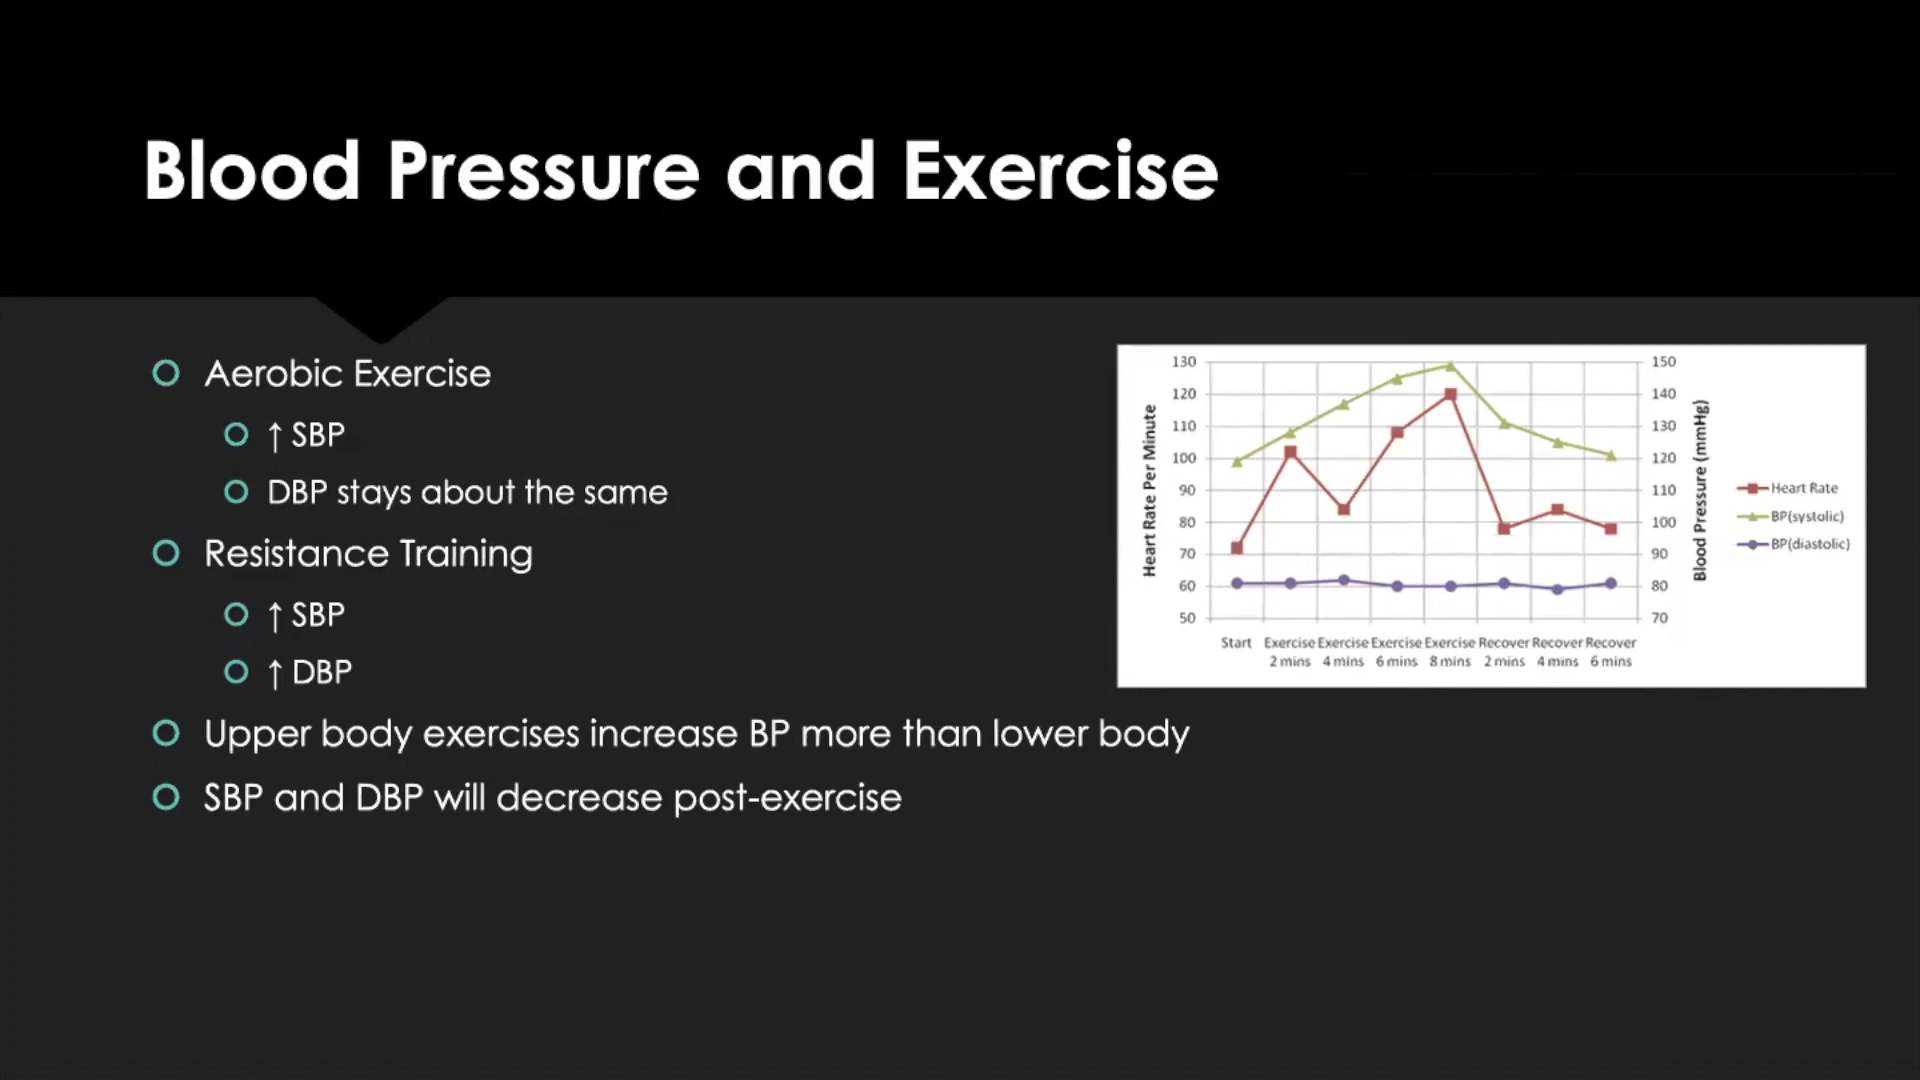 Blood Pressure and Exercise
Aerobic Exercise
↑ SBP
DBP stays about the same
Resistance Training
↑ SBP
↑ DBP
Upper body exercises increase BP more than lower body
SBP and DBP will decrease post-exercise
Heart Rate Per Minute
130
120
110
100
90
80
70
60
50
150
140
130
120
110
100
90
80
70
Blood Pressure (mmHg)
Start Exercise Exercise Exercise Exercise Recover Recover Recover
2 mins 4 mins 6 mins 8 mins 2 mins 4 mins 6 mins
Heart Rate
BP(systolic)
BP(diastolic)